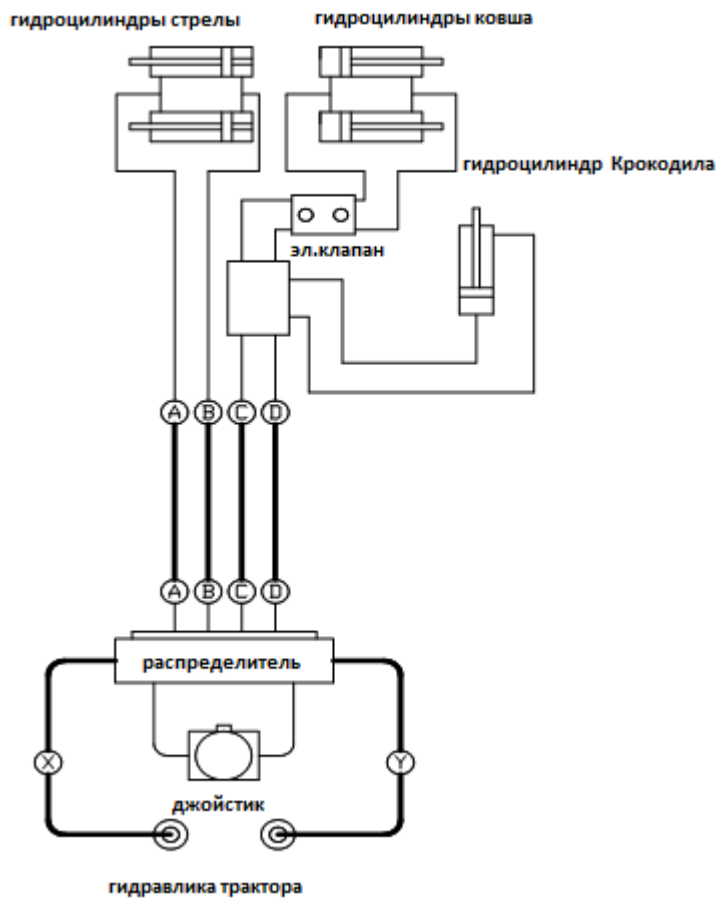 гидроцилиндры стрелы
гидроцилиндры ковша
гидроцилиндр Крокодила
эл.клапан
A B C D
A B C D
распределитель
X
Y
джойстик
гидравлика трактора